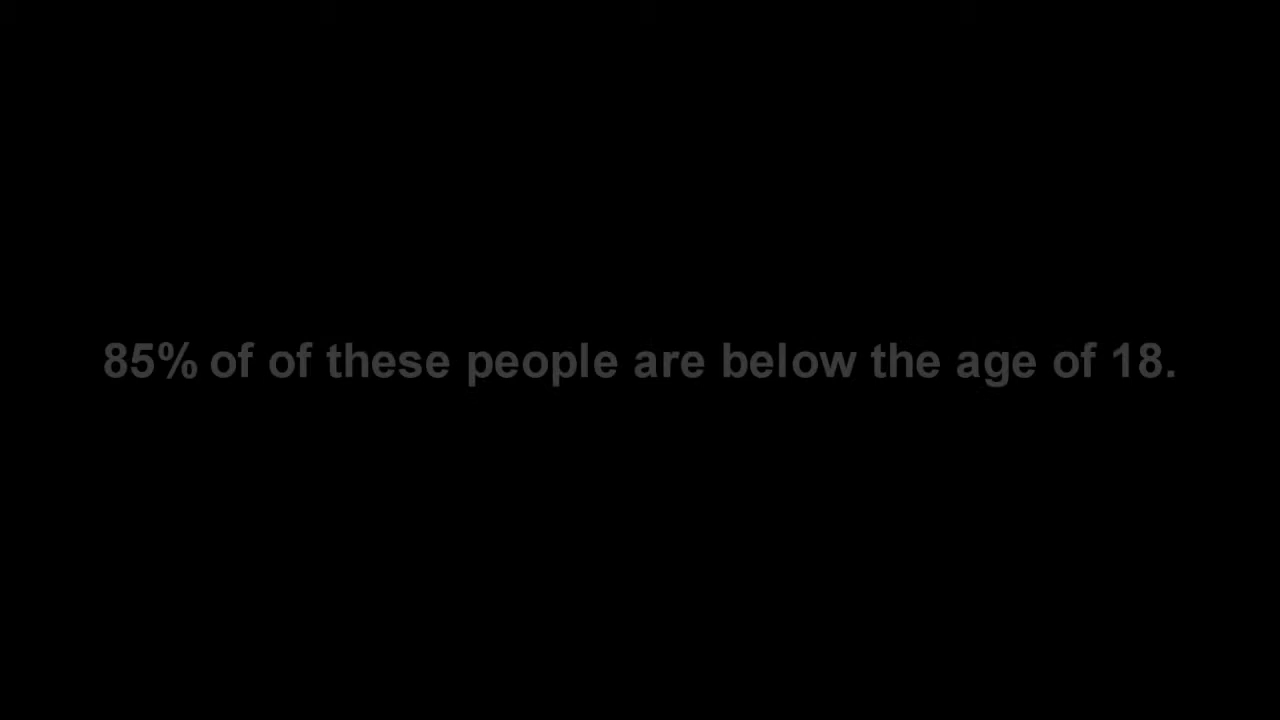 85% of of these people are below the age of 18.